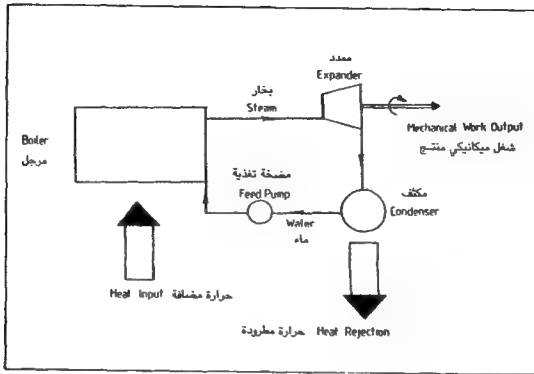 ممدد
Expander
بخار
Steam
Mechanical Work Output
شغل ميكانيكي منتج
Boiler
مرجل
مضخة تغذية
Feed Pump
مكثف
Condenser
Water
ماء
Heat Input حرارة مضافة
حرارة مطرودة Heat Rejection